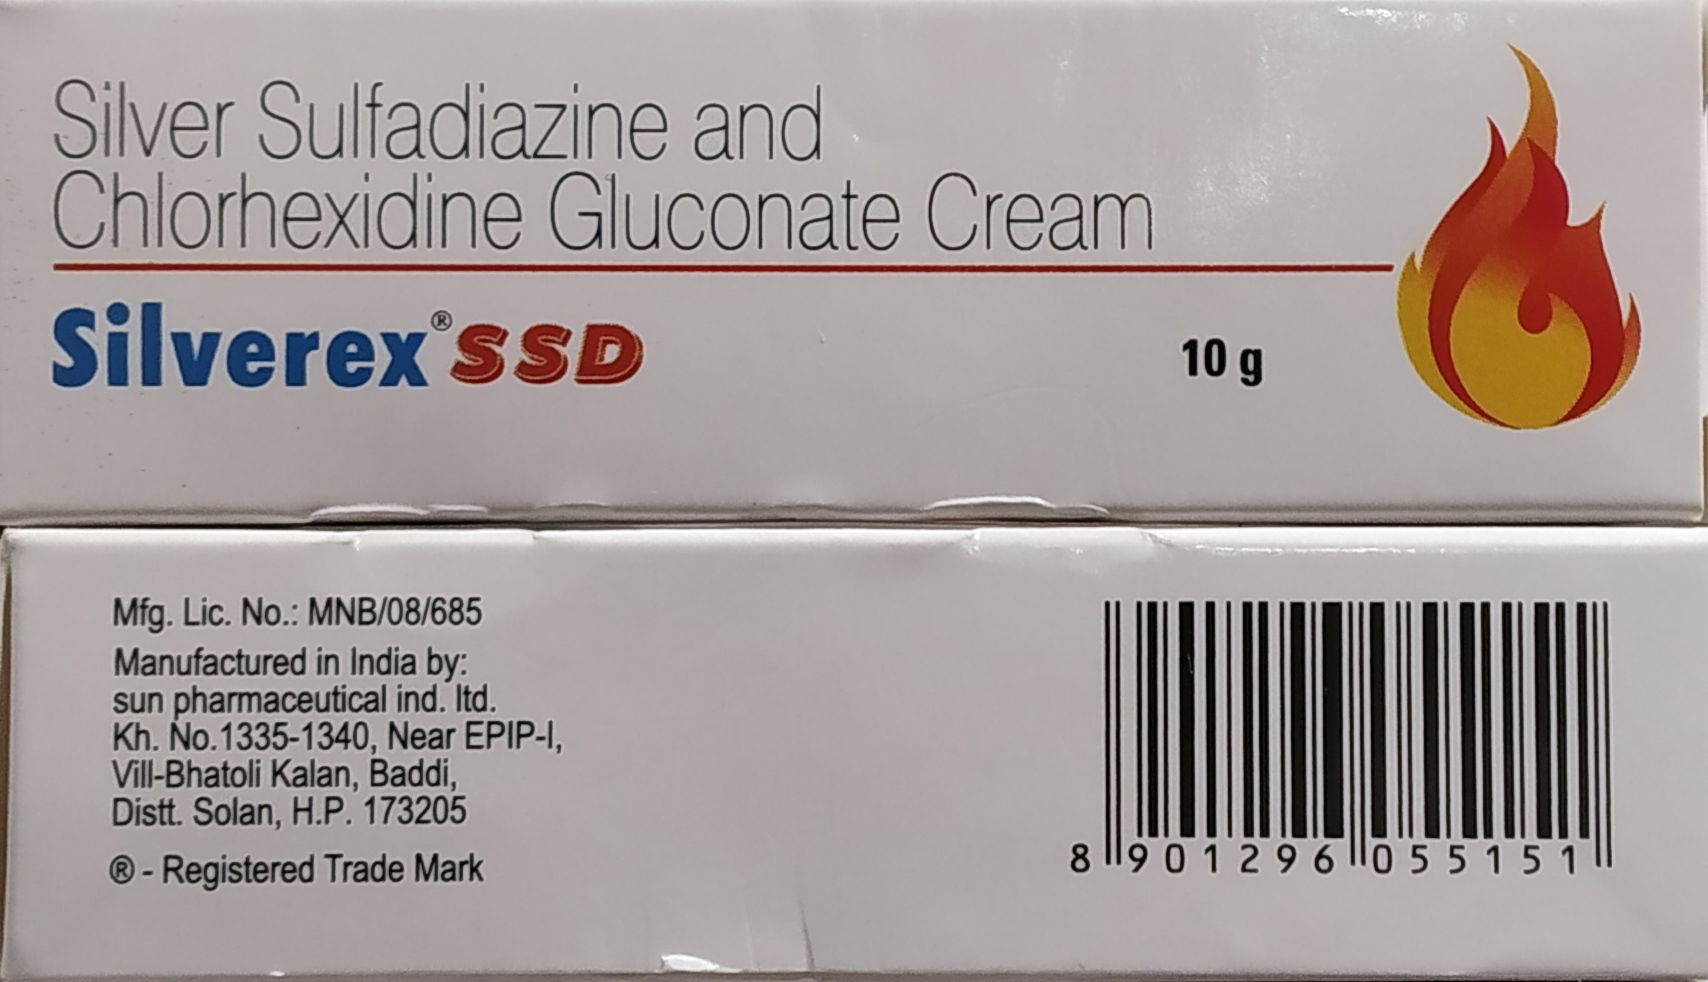 Silver Sulfadiazine and
Chlorhexidine Gluconate Cream
Silverex® SSD
10 g
Mfg. Lic. No.: MNB/08/685
Manufactured in India by:
sun pharmaceutical ind. ltd.
Kh. No.1335-1340, Near EPIP-I,
Vill-Bhatoli Kalan, Baddi,
Distt. Solan, H.P. 173205
® - Registered Trade Mark
8 901296 055151